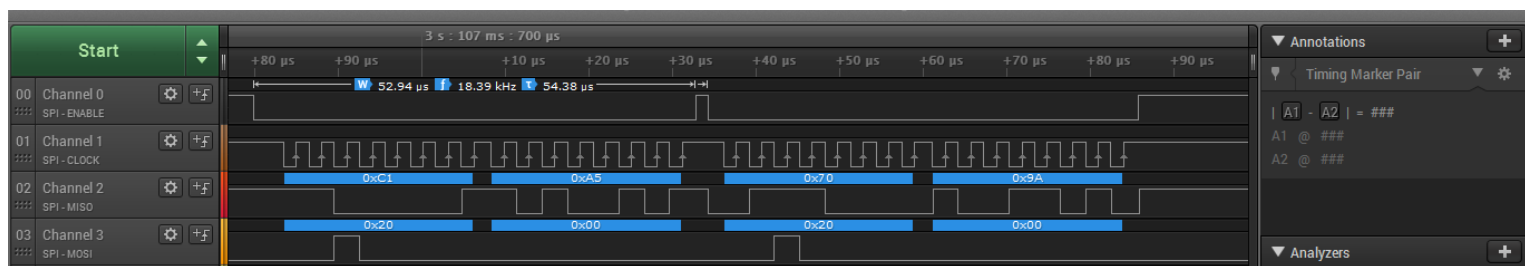 Start
3 s : 107 ms : 700 µs
+80 µs +90 µs +10 µs +20 µs +30 µs +40 µs +50 µs +60 µs +70 µs +80 µs +90 µs
W 52.94 µs f 18.39 kHz T 54.38 µs
00 Channel 0
SPI - ENABLE
01 Channel 1
SPI - CLOCK
0xC1 0xA5 0x70 0x9A
02 Channel 2
SPI - MISO
0x20 0x00 0x20 0x00
03 Channel 3
SPI - MOSI
Annotations
Timing Marker Pair
| A1 - A2 | = ###
A1 @ ###
A2 @ ###
Analyzers